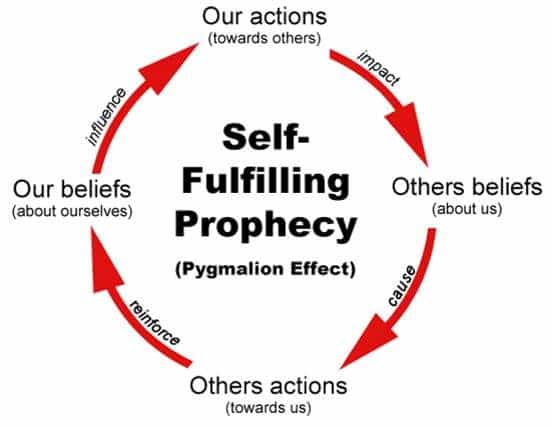 Our actions
(towards others)
impact
Others beliefs
(about us)
cause
Others actions
(towards us)
reinforce
Our beliefs
(about ourselves)
influence
Self-
Fulfilling
Prophecy
(Pygmalion Effect)